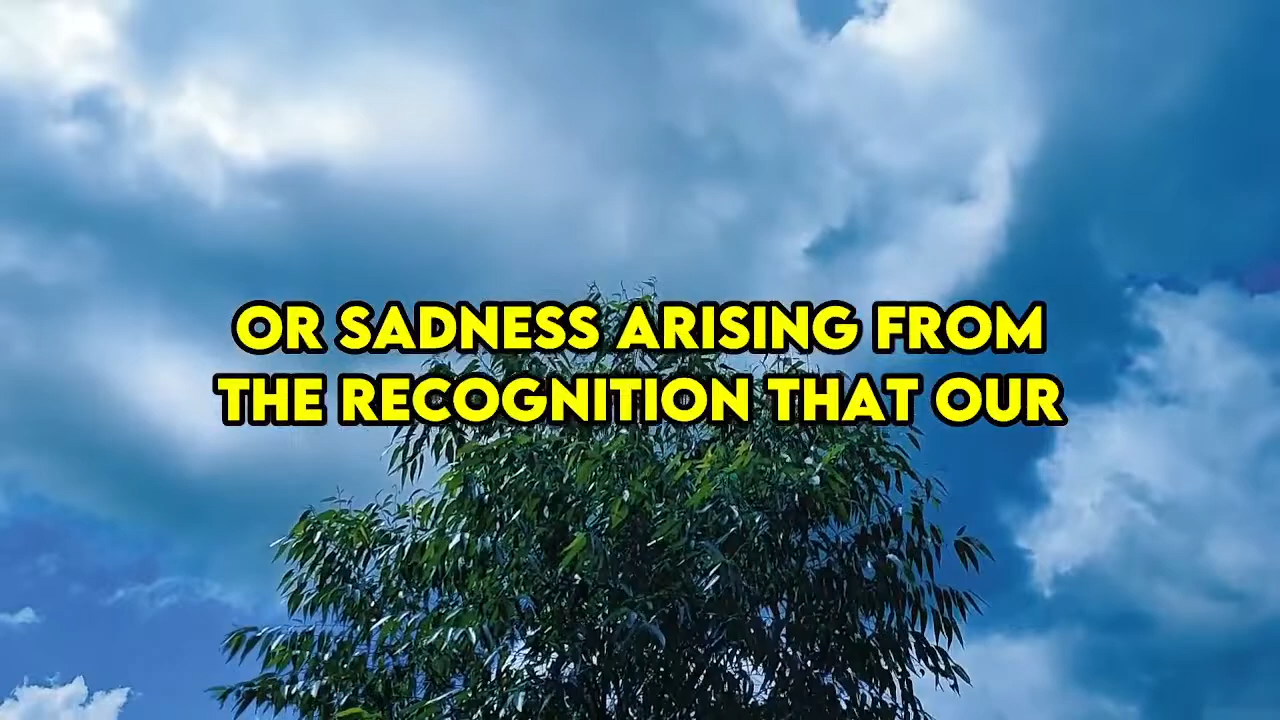 OR SADNESS ARISING FROM
THE RECOGNITION THAT OUR